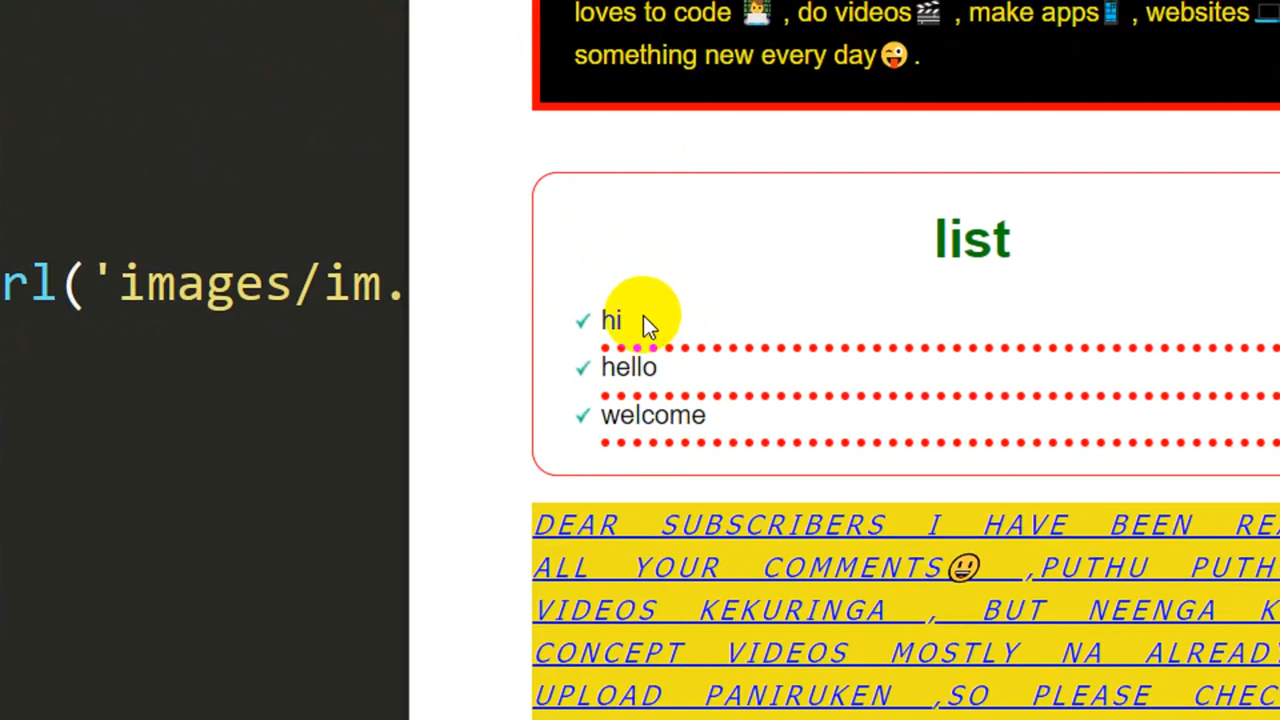 loves to code 👨‍💻 , do videos🎬 , make apps📱 , websites
something new every day😜 .
rl('images/im.
list
hi
hello
welcome
DEAR SUBSCRIBERS I HAVE BEEN
ALL YOUR COMMENTS😃 ,PUTHU
VIDEOS KEKURINGA , BUT NEENGA
CONCEPT VIDEOS MOSTLY NA ALREADY
UPLOAD PANIRUKEN ,SO PLEASE